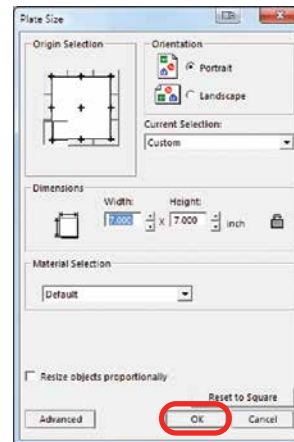 Plate Size
Origin Selection
Orientation
Portrait
Landscape
Current Selection:
Custom
Dimensions
Width: Height:
7.000 x 7.000 inch
Material Selection
Default
Resize objects proportionally
Reset to Square
Advanced OK Cancel